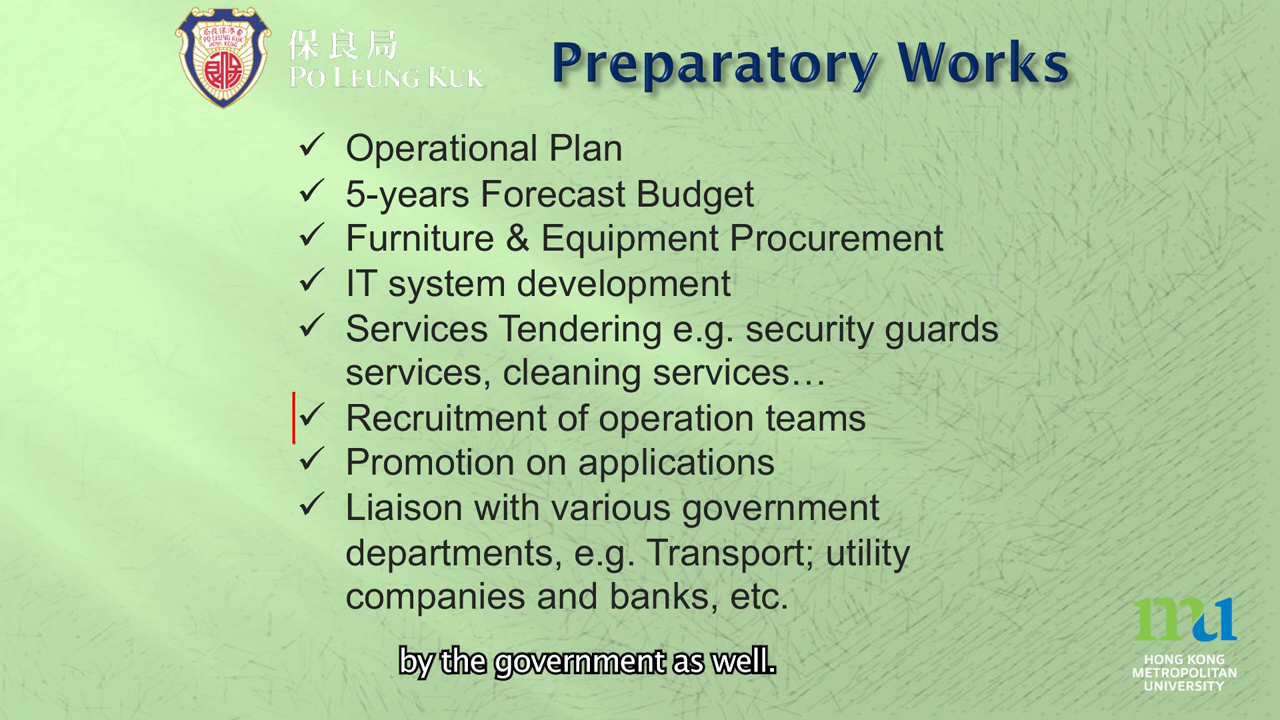 保良局
PO LEUNG KUK
Preparatory Works
✓ Operational Plan
✓ 5-years Forecast Budget
✓ Furniture & Equipment Procurement
✓ IT system development
✓ Services Tendering e.g. security guards
services, cleaning services…
✓ Recruitment of operation teams
✓ Promotion on applications
✓ Liaison with various government
departments, e.g. Transport; utility
companies and banks, etc.
by the government as well.
mu
HONG KONG
METROPOLITAN
UNIVERSITY